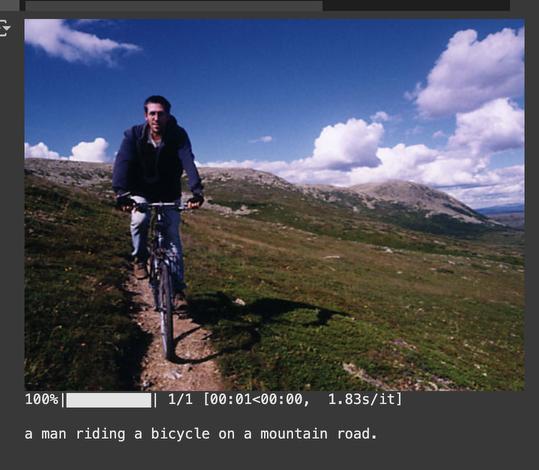 100%|██████████| 1/1 [00:01<00:00,  1.83s/it]
a man riding a bicycle on a mountain road.